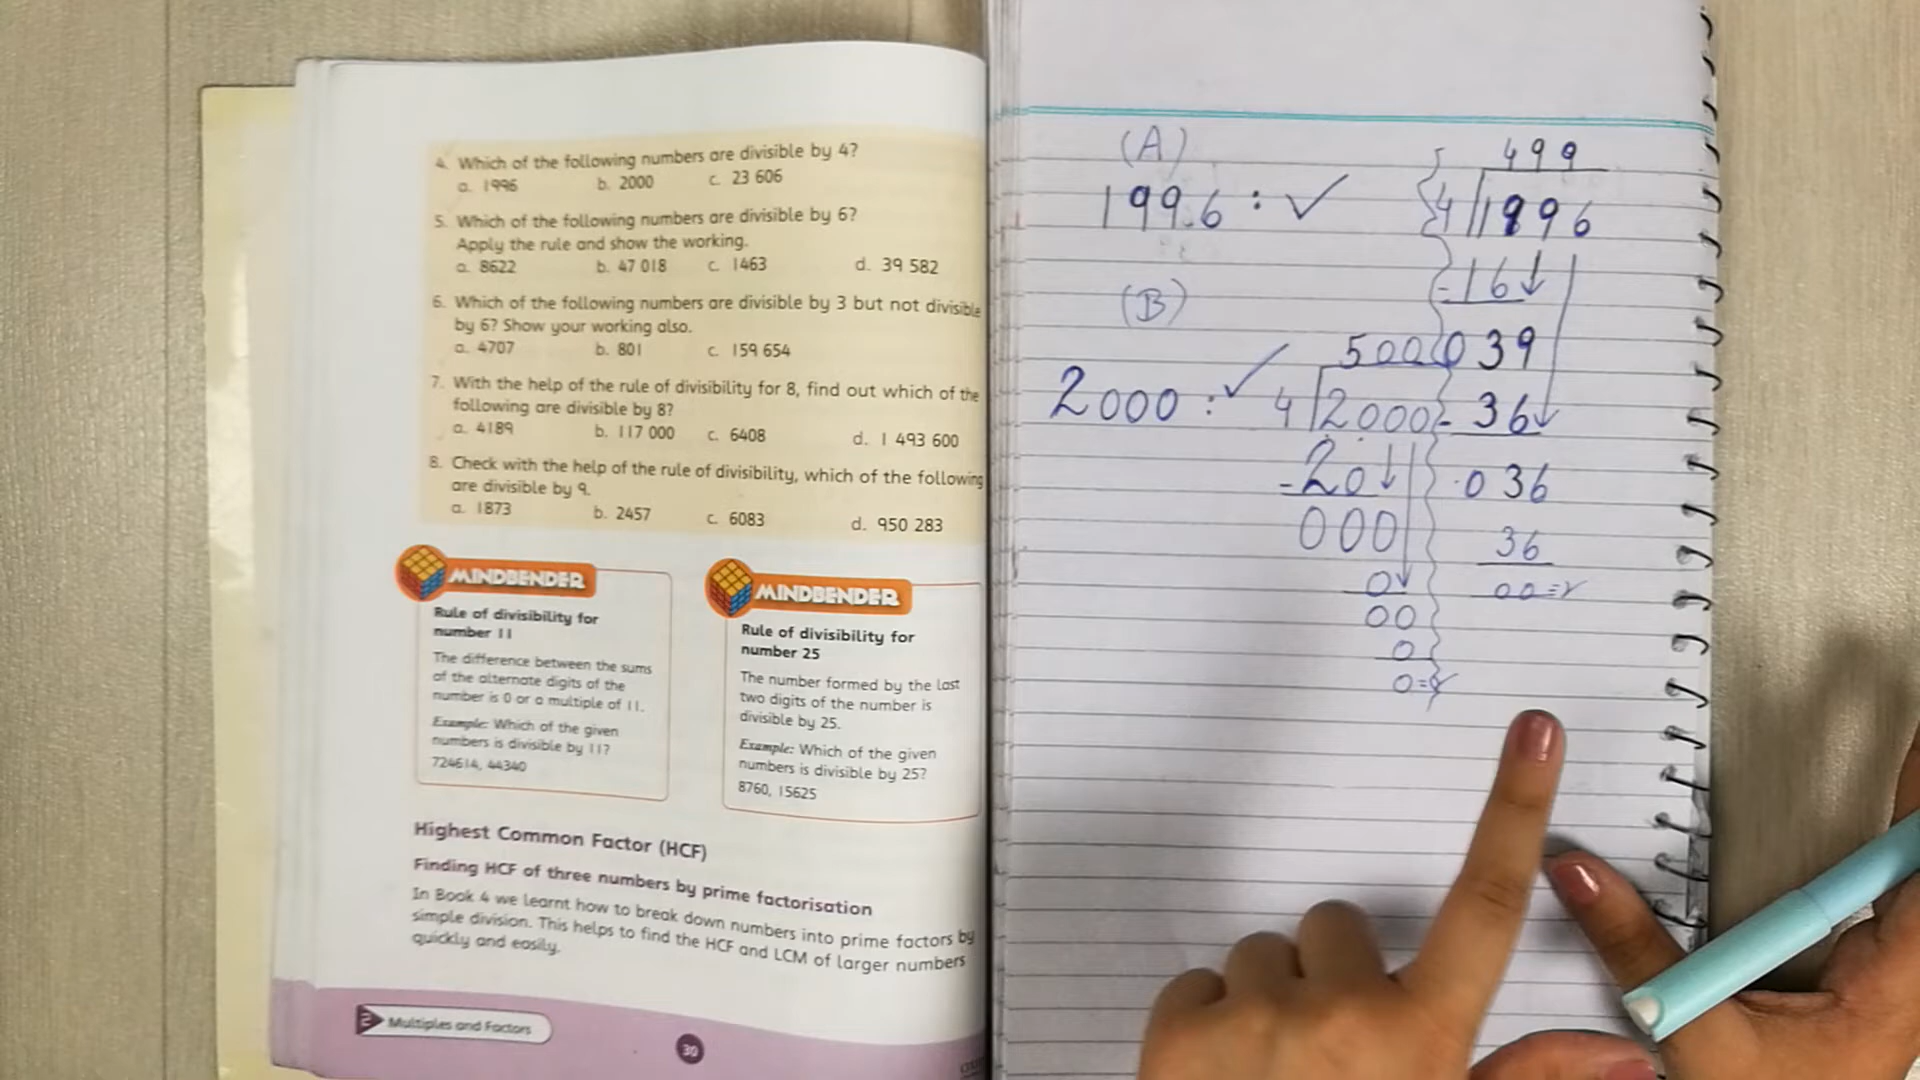 4. Which of the following numbers are divisible by 4?
a. 1996 b. 2000 c. 23 606
5. Which of the following numbers are divisible by 6?
Apply the rule and show the working.
a. 8622 b. 47 018 c. 1463 d. 39 582
6. Which of the following numbers are divisible by 3 but not divisible
by 6? Show your working also.
a. 4707 b. 801 c. 159 654
7. With the help of the rule of divisibility for 8, find out which of the
following are divisible by 8?
a. 4189 b. 117 000 c. 6408 d. 1 493 600
8. Check with the help of the rule of divisibility, which of the following
are divisible by 9.
a. 1873 b. 2457 c. 6083 d. 950 283
MINDBENDER
Rule of divisibility for
number 11
The difference between the sums
of the alternate digits of the
number is 0 or a multiple of 11.
Example: Which of the given
numbers is divisible by 11?
724614, 44340
MINDBENDER
Rule of divisibility for
number 25
The number formed by the last
two digits of the number is
divisible by 25.
Example: Which of the given
numbers is divisible by 25?
8760, 15625
Highest Common Factor (HCF)
Finding HCF of three numbers by prime factorisation
In Book 4 we learnt how to break down numbers into prime factors by
simple division. This helps to find the HCF and LCM of larger numbers
quickly and easily.
2 Multiples and Factors
30
(A)
1996 : ✓
499
4 1996
-16↓
039
- 36↓
036
36
00=r
(B)
2000 : ✓
500
4 2000
-20↓
000
0↓
00
0
0=r